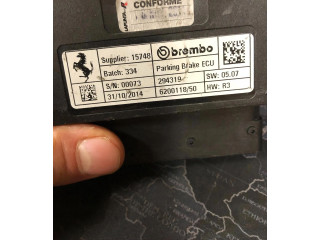 CONFORME
Supplier: 15748
brembo
Batch: 334
Parking Brake ECU
S/N: 00073
294319
SW: 05.07
31/10/2014
6200118/50
HW: R3